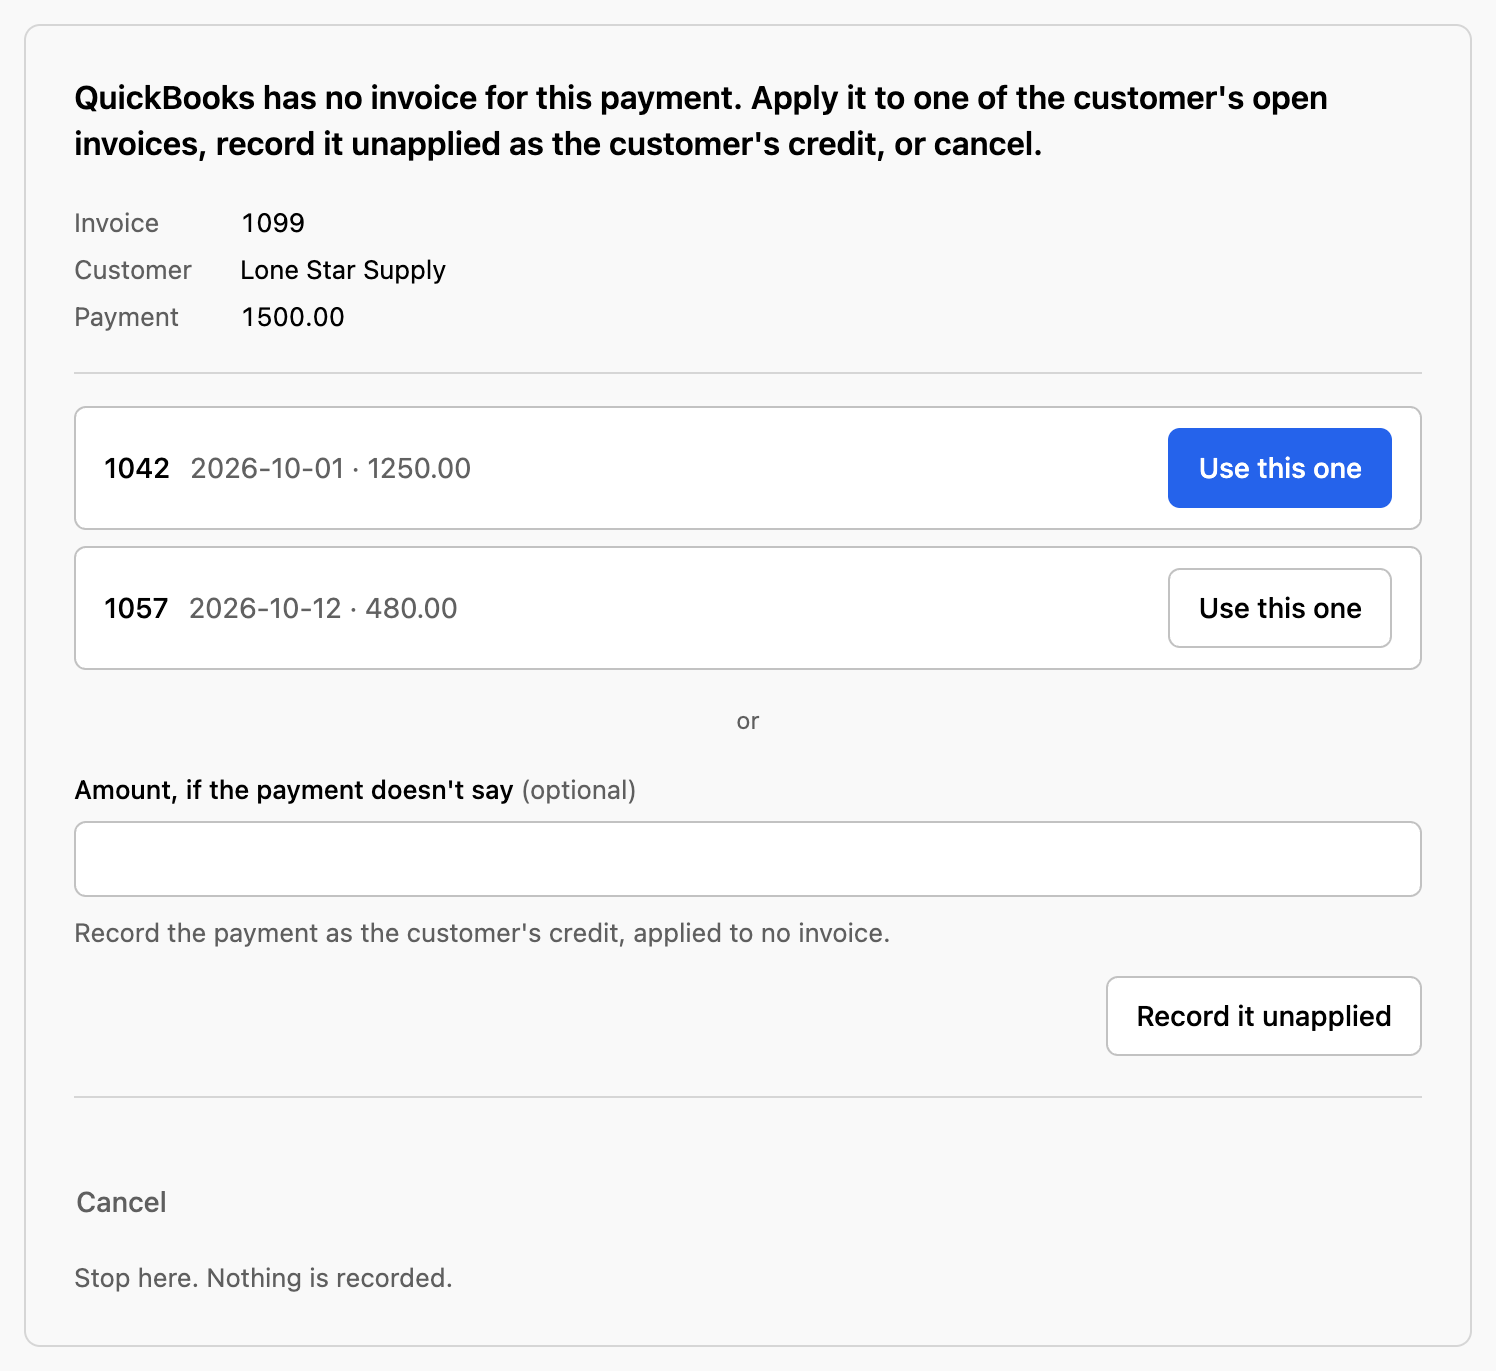 QuickBooks has no invoice for this payment. Apply it to one of the customer's open
invoices, record it unapplied as the customer's credit, or cancel.
Invoice 1099
Customer Lone Star Supply
Payment 1500.00
1042 2026-10-01 · 1250.00 Use this one
1057 2026-10-12 · 480.00 Use this one
or
Amount, if the payment doesn't say (optional)
Record the payment as the customer's credit, applied to no invoice.
Record it unapplied
Cancel
Stop here. Nothing is recorded.